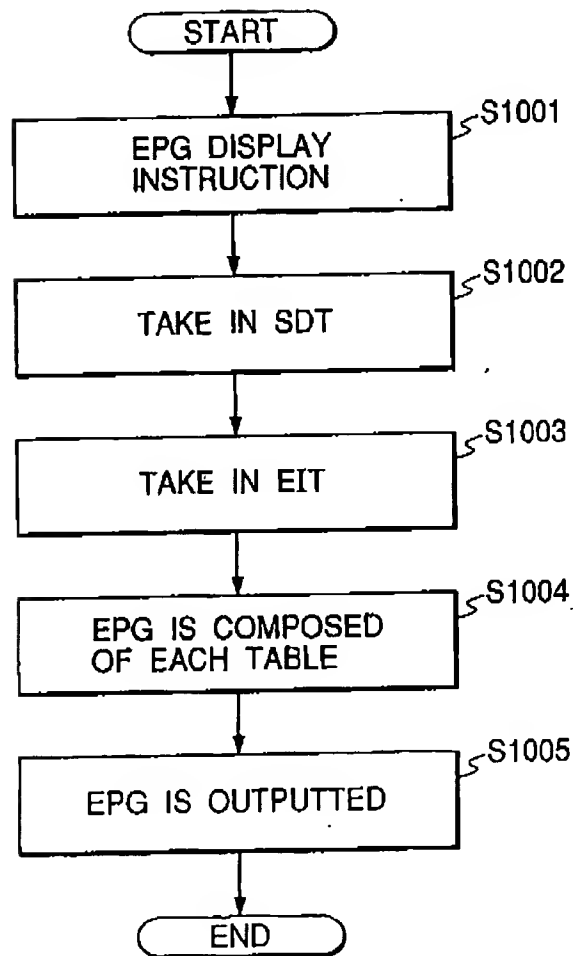 START
S1001
EPG DISPLAY
INSTRUCTION
S1002
TAKE IN SDT
S1003
TAKE IN EIT
S1004
EPG IS COMPOSED
OF EACH TABLE
S1005
EPG IS OUTPUTTED
END